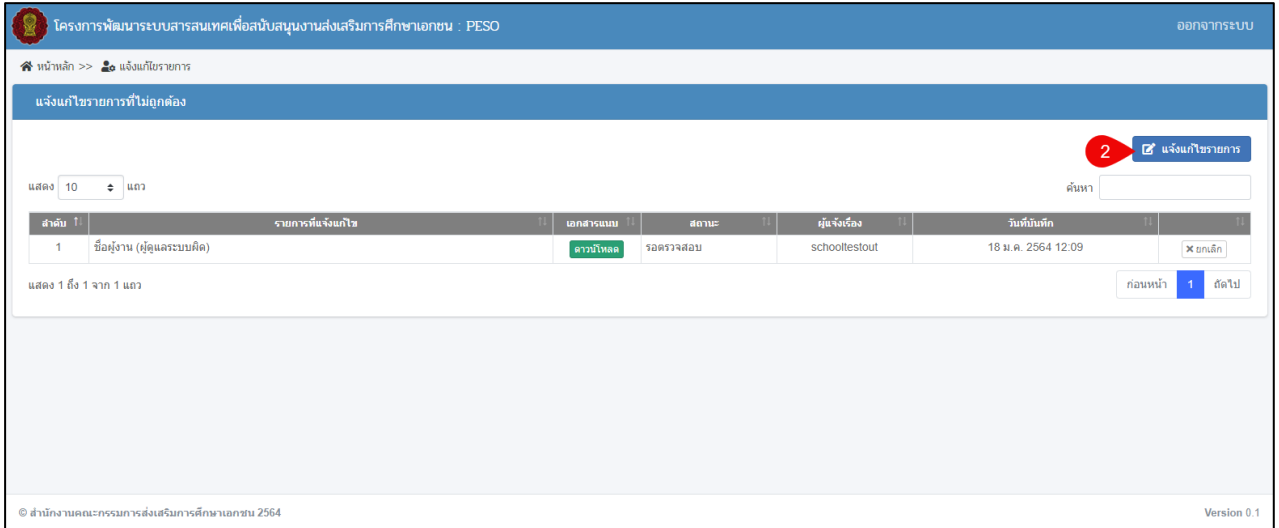 โครงการพัฒนาระบบสารสนเทศเพื่อสนับสนุนงานส่งเสริมการศึกษาเอกชน : PESO ออกจากระบบ
หน้าหลัก >> แจ้งแก้ไขรายการ
แจ้งแก้ไขรายการที่ไม่ถูกต้อง
2 แจ้งแก้ไขรายการ
แสดง 10 แถว ค้นหา
ลำดับ รายการที่แจ้งแก้ไข เอกสารแนบ สถานะ ผู้แจ้งเรื่อง วันที่บันทึก
1 ชื่อผู้งาน (ผู้ดูแลระบบผิด) ดาวน์โหลด รอตรวจสอบ schooltestout 18 ม.ค. 2564 12:09 ยกเลิก
แสดง 1 ถึง 1 จาก 1 แถว ก่อนหน้า 1 ถัดไป
© สำนักงานคณะกรรมการส่งเสริมการศึกษาเอกชน 2564 Version 0.1